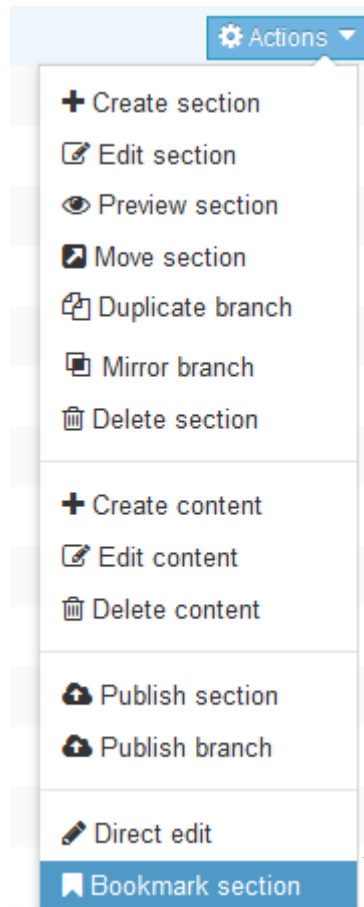 Actions
Create section
Edit section
Preview section
Move section
Duplicate branch
Mirror branch
Delete section
Create content
Edit content
Delete content
Publish section
Publish branch
Direct edit
Bookmark section